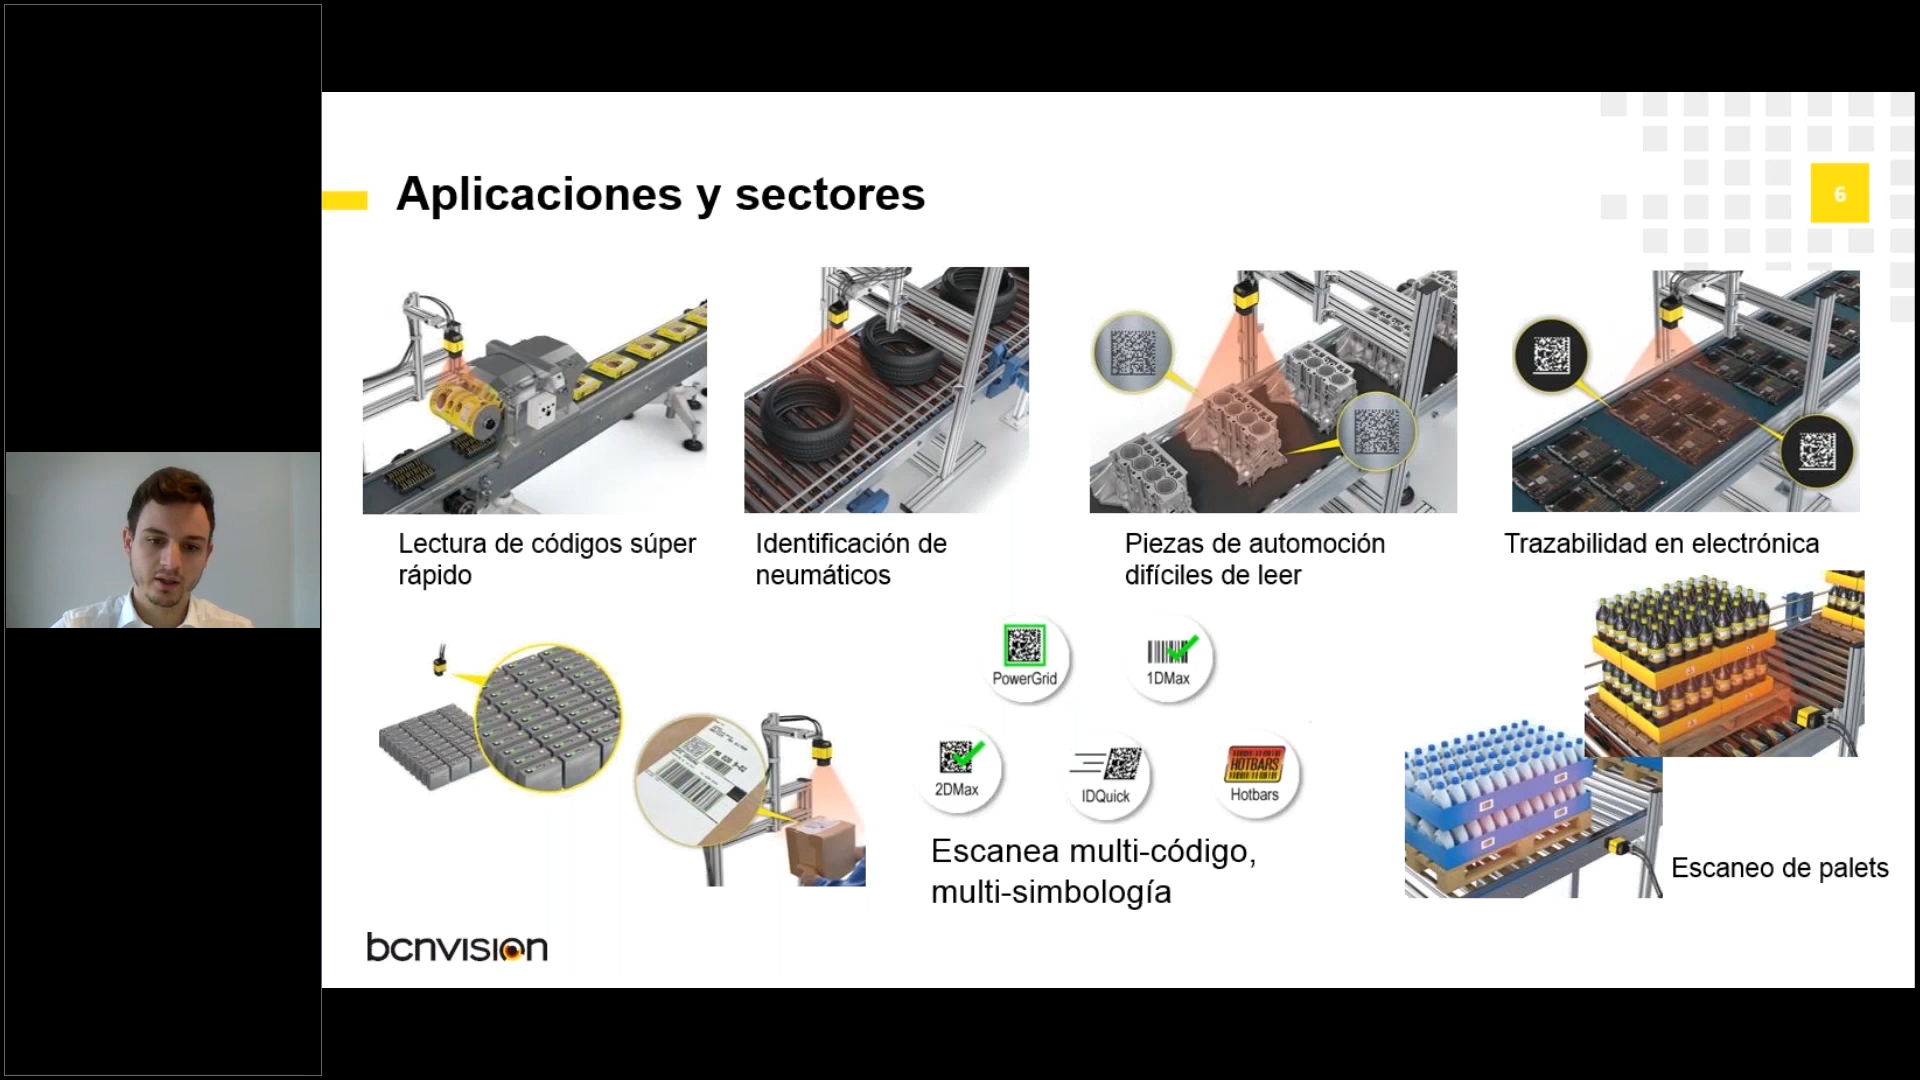 Aplicaciones y sectores
6
Lectura de códigos súper
rápido
Identificación de
neumáticos
Piezas de automoción
difíciles de leer
Trazabilidad en electrónica
PowerGrid
1DMax
2DMax
IDQuick
HOTBARS
Hotbars
Escanea multi-código,
multi-simbología
Escaneo de palets
bcnvision